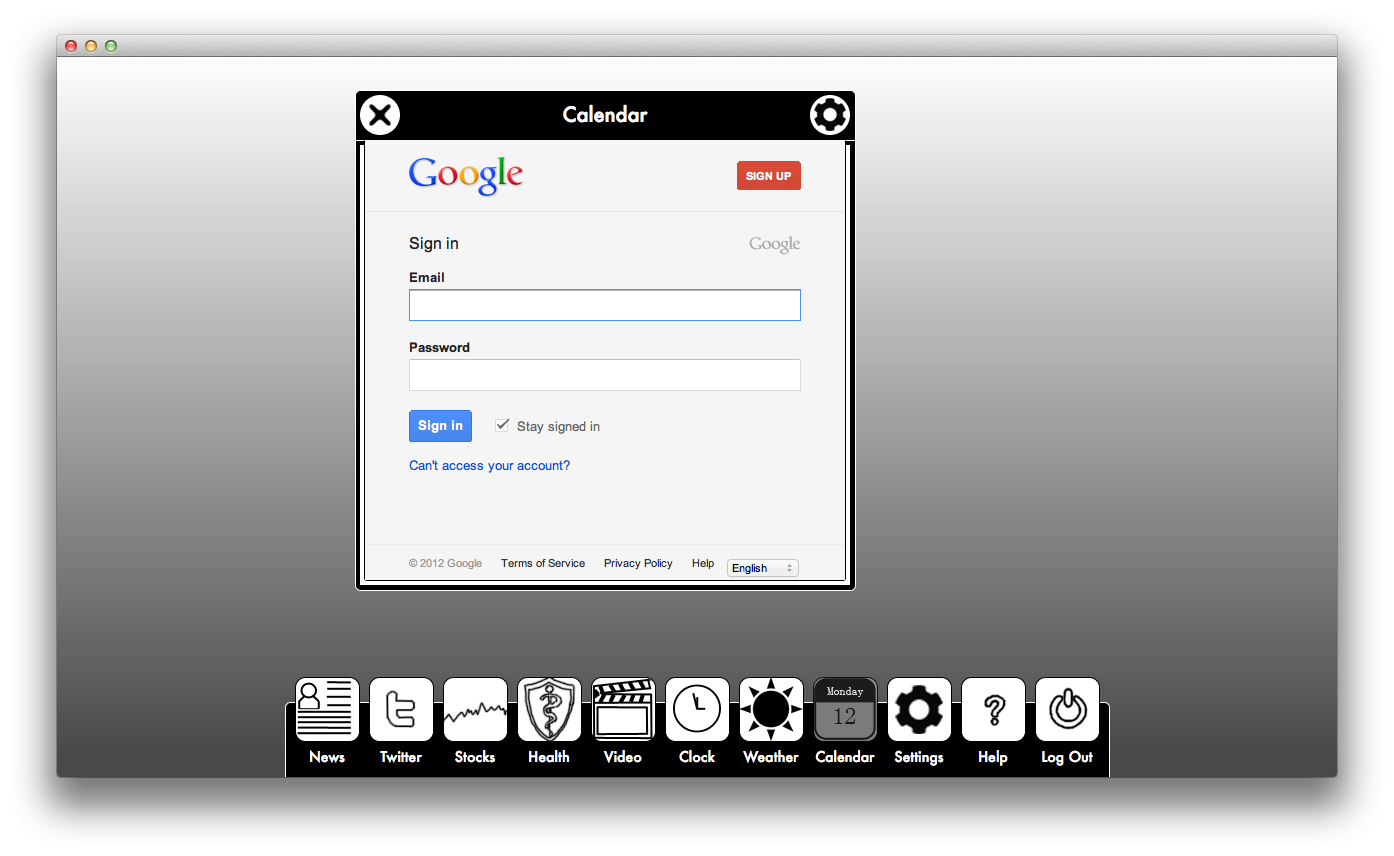 Calendar
Google
SIGN UP
Sign in
Google
Email
Password
Sign in
Stay signed in
Can't access your account?
© 2012 Google Terms of Service Privacy Policy Help English
Monday
12
News Twitter Stocks Health Video Clock Weather Calendar Settings Help Log Out